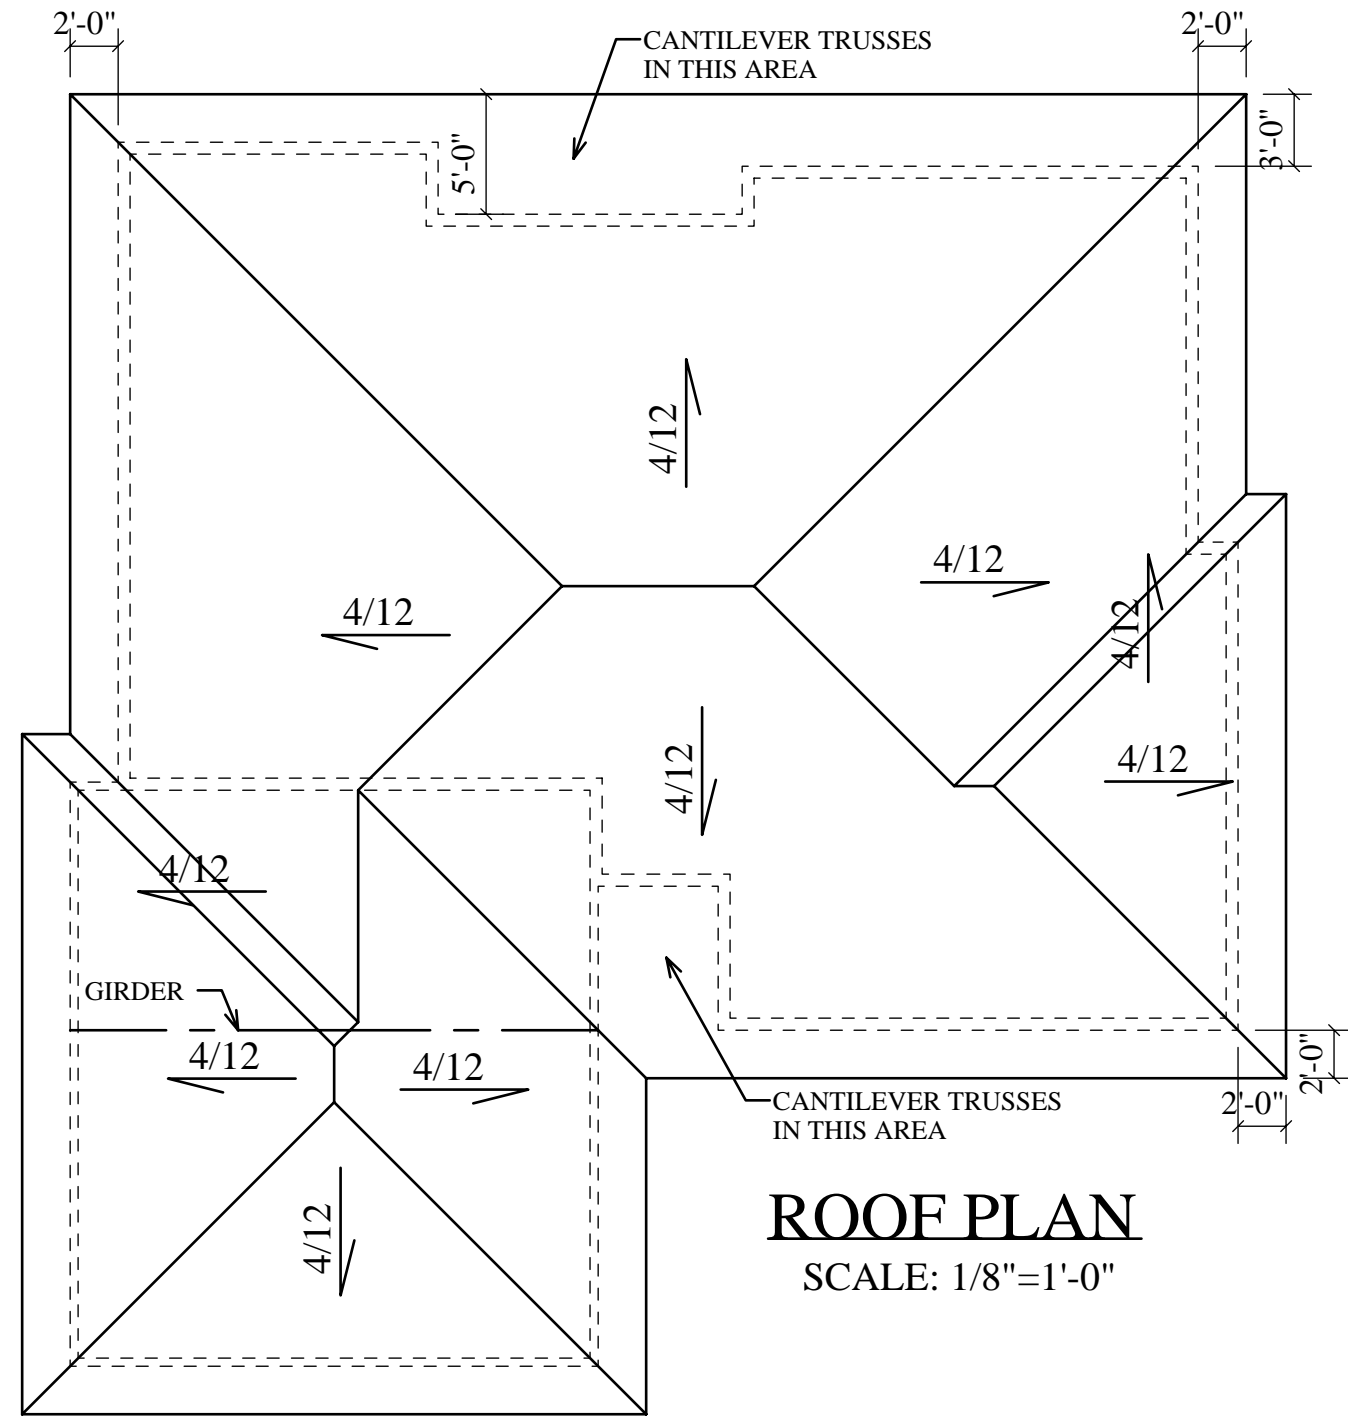 2'-0"
2'-0"
CANTILEVER TRUSSES
IN THIS AREA
5'-0"
3'-0"
4/12
4/12
4/12
4/12
4/12
4/12
4/12
GIRDER
4/12
4/12
2'-0"
2'-0"
CANTILEVER TRUSSES
IN THIS AREA
4/12
ROOF PLAN
SCALE: 1/8"=1'-0"